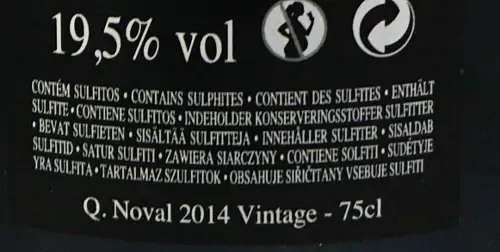 19,5% vol
CONTÉM SULFITOS • CONTAINS SULPHITES • CONTIENT DES SULFITES • ENTHÄLT
SULFITE • CONTIENE SULFITOS • INDEHOLDER KONSERVERINGSSTOFFER SULFITTER
• BEVAT SULFIETEN • SISÄLTÄÄ SULFITTEJA • INNEHÅLLER SULFITER • SISALDAB
SULFITID • SATUR SULFITI • ZAWIERA SIARCZYNY • CONTIENE SOLFITI • SUDĖTYJE
YRA SULFITA • TARTALMAZ SZULFITOK • OBSAHUJE SIŘIČITANY VSEBUJE SULFITI
Q. Noval 2014 Vintage - 75cl